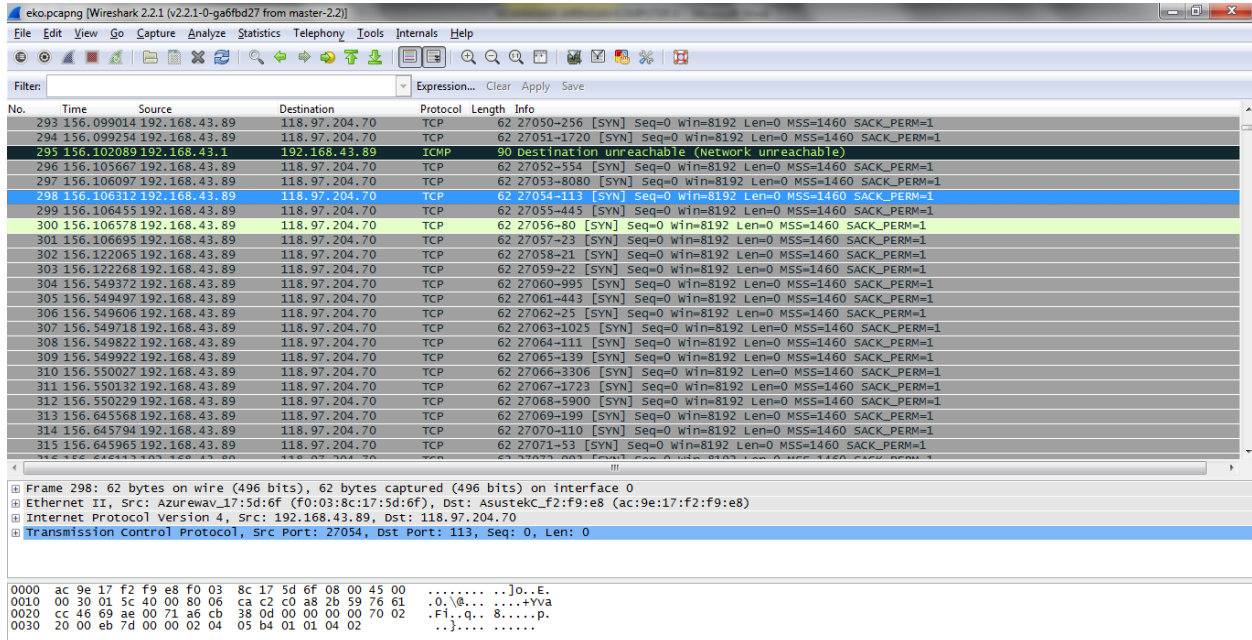 eko.pcapng [Wireshark 2.2.1 (v2.2.1-0-ga6fbd27 from master-2.2)]
File Edit View Go Capture Analyze Statistics Telephony Tools Internals Help
Filter: Expression... Clear Apply Save
No. Time Source Destination Protocol Length Info
293 156.099014 192.168.43.89 118.97.204.70 TCP 62 27050→256 [SYN] Seq=0 Win=8192 Len=0 MSS=1460 SACK_PERM=1
294 156.099254 192.168.43.89 118.97.204.70 TCP 62 27051→1720 [SYN] Seq=0 Win=8192 Len=0 MSS=1460 SACK_PERM=1
295 156.102089 192.168.43.1 192.168.43.89 ICMP 90 Destination unreachable (Network unreachable)
296 156.105667 192.168.43.89 118.97.204.70 TCP 62 27052→554 [SYN] Seq=0 Win=8192 Len=0 MSS=1460 SACK_PERM=1
297 156.106097 192.168.43.89 118.97.204.70 TCP 62 27053→8080 [SYN] Seq=0 Win=8192 Len=0 MSS=1460 SACK_PERM=1
298 156.106312 192.168.43.89 118.97.204.70 TCP 62 27054→113 [SYN] Seq=0 Win=8192 Len=0 MSS=1460 SACK_PERM=1
299 156.106455 192.168.43.89 118.97.204.70 TCP 62 27055→445 [SYN] Seq=0 Win=8192 Len=0 MSS=1460 SACK_PERM=1
300 156.106578 192.168.43.89 118.97.204.70 TCP 62 27056→80 [SYN] Seq=0 Win=8192 Len=0 MSS=1460 SACK_PERM=1
301 156.106695 192.168.43.89 118.97.204.70 TCP 62 27057→23 [SYN] Seq=0 Win=8192 Len=0 MSS=1460 SACK_PERM=1
302 156.122065 192.168.43.89 118.97.204.70 TCP 62 27058→21 [SYN] Seq=0 Win=8192 Len=0 MSS=1460 SACK_PERM=1
303 156.122268 192.168.43.89 118.97.204.70 TCP 62 27059→22 [SYN] Seq=0 Win=8192 Len=0 MSS=1460 SACK_PERM=1
304 156.549372 192.168.43.89 118.97.204.70 TCP 62 27060→995 [SYN] Seq=0 Win=8192 Len=0 MSS=1460 SACK_PERM=1
305 156.549497 192.168.43.89 118.97.204.70 TCP 62 27061→443 [SYN] Seq=0 Win=8192 Len=0 MSS=1460 SACK_PERM=1
306 156.549606 192.168.43.89 118.97.204.70 TCP 62 27062→25 [SYN] Seq=0 Win=8192 Len=0 MSS=1460 SACK_PERM=1
307 156.549718 192.168.43.89 118.97.204.70 TCP 62 27063→1025 [SYN] Seq=0 Win=8192 Len=0 MSS=1460 SACK_PERM=1
308 156.549822 192.168.43.89 118.97.204.70 TCP 62 27064→111 [SYN] Seq=0 Win=8192 Len=0 MSS=1460 SACK_PERM=1
309 156.549922 192.168.43.89 118.97.204.70 TCP 62 27065→139 [SYN] Seq=0 Win=8192 Len=0 MSS=1460 SACK_PERM=1
310 156.550027 192.168.43.89 118.97.204.70 TCP 62 27066→3306 [SYN] Seq=0 Win=8192 Len=0 MSS=1460 SACK_PERM=1
311 156.550132 192.168.43.89 118.97.204.70 TCP 62 27067→1723 [SYN] Seq=0 Win=8192 Len=0 MSS=1460 SACK_PERM=1
312 156.550229 192.168.43.89 118.97.204.70 TCP 62 27068→5900 [SYN] Seq=0 Win=8192 Len=0 MSS=1460 SACK_PERM=1
313 156.645568 192.168.43.89 118.97.204.70 TCP 62 27069→199 [SYN] Seq=0 Win=8192 Len=0 MSS=1460 SACK_PERM=1
314 156.645794 192.168.43.89 118.97.204.70 TCP 62 27070→110 [SYN] Seq=0 Win=8192 Len=0 MSS=1460 SACK_PERM=1
315 156.645965 192.168.43.89 118.97.204.70 TCP 62 27071→53 [SYN] Seq=0 Win=8192 Len=0 MSS=1460 SACK_PERM=1
Frame 298: 62 bytes on wire (496 bits), 62 bytes captured (496 bits) on interface 0
Ethernet II, Src: Azurewav_17:5d:6f (f0:03:8c:17:5d:6f), Dst: AsustekC_f2:f9:e8 (ac:9e:17:f2:f9:e8)
Internet Protocol Version 4, Src: 192.168.43.89, Dst: 118.97.204.70
Transmission Control Protocol, Src Port: 27054, Dst Port: 113, Seq: 0, Len: 0
0000 ac 9e 17 f2 f9 e8 f0 03 8c 17 5d 6f 08 00 45 00 ........ ..]o..E.
0010 00 30 01 5c 40 00 80 06 ca c2 c0 a8 2b 59 76 61 .0.\@... ....+Yva
0020 cc 46 69 ae 00 71 a6 cb 38 0d 00 00 00 00 70 02 .Fi..q.. 8.....p.
0030 20 00 eb 7d 00 00 02 04 05 b4 01 01 04 02 ..}.... ......